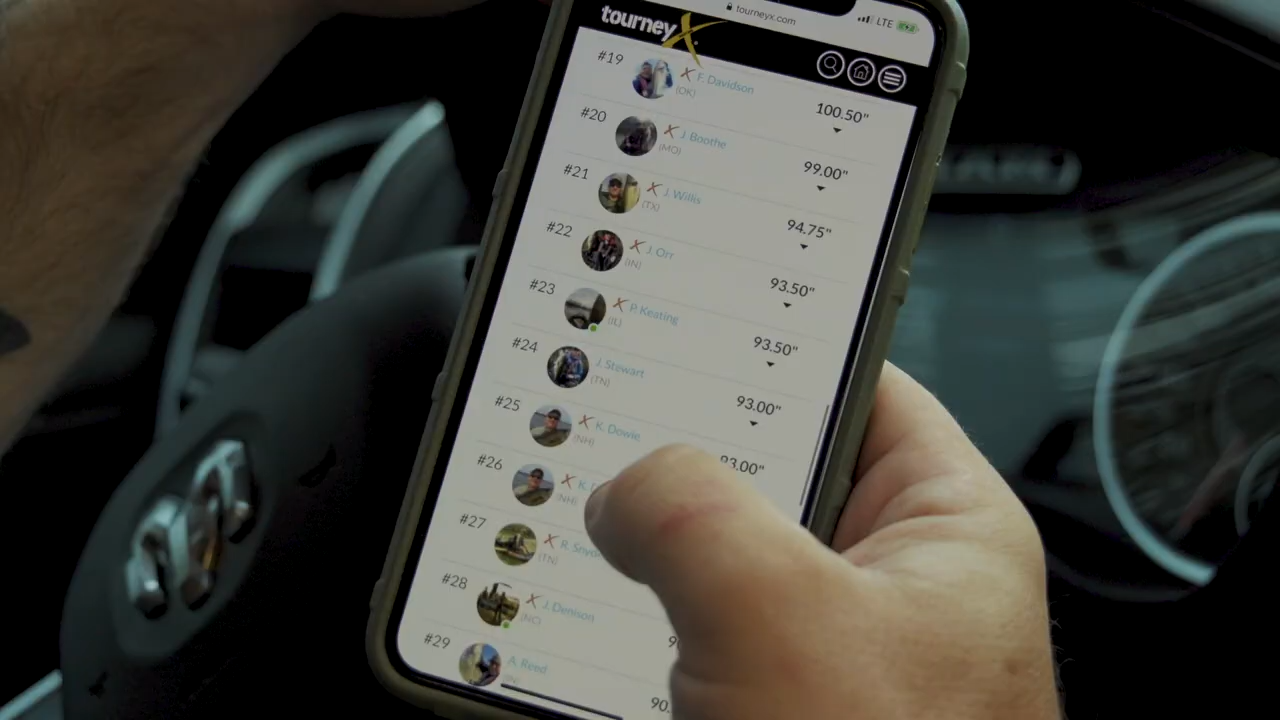 tourneyx.com
LTE
tourneyX
#19 F. Davidson 100.50"
(OK)
#20 J. Boothe 99.00"
(MO)
#21 J. Willis 94.75"
(TX)
#22 J. Orr 93.50"
(IN)
#23 P. Keating 93.50"
(IL)
#24 J. Stewart 93.00"
(TN)
#25 K. Dowie 93.00"
(NH)
#26 K.
(NH)
#27 R.
(TN)
#28 J. Denison
(NC)
#29 A. Reed 90.